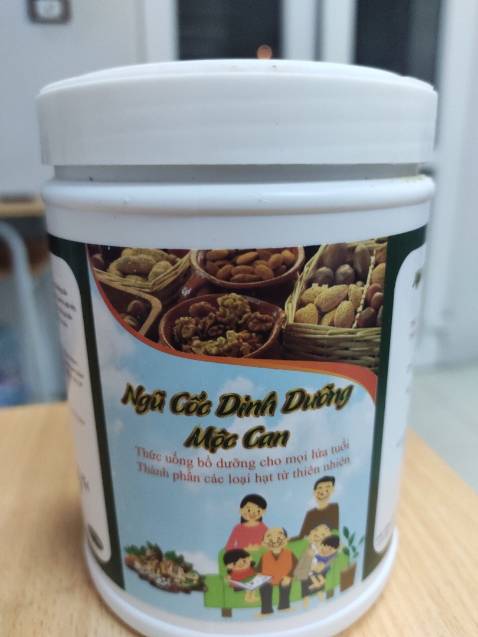 Ngũ Cốc Dinh Dưỡng
Mộc Can
Thức uống bổ dưỡng cho mọi lứa tuổi
Thành phần các loại hạt từ thiên nhiên